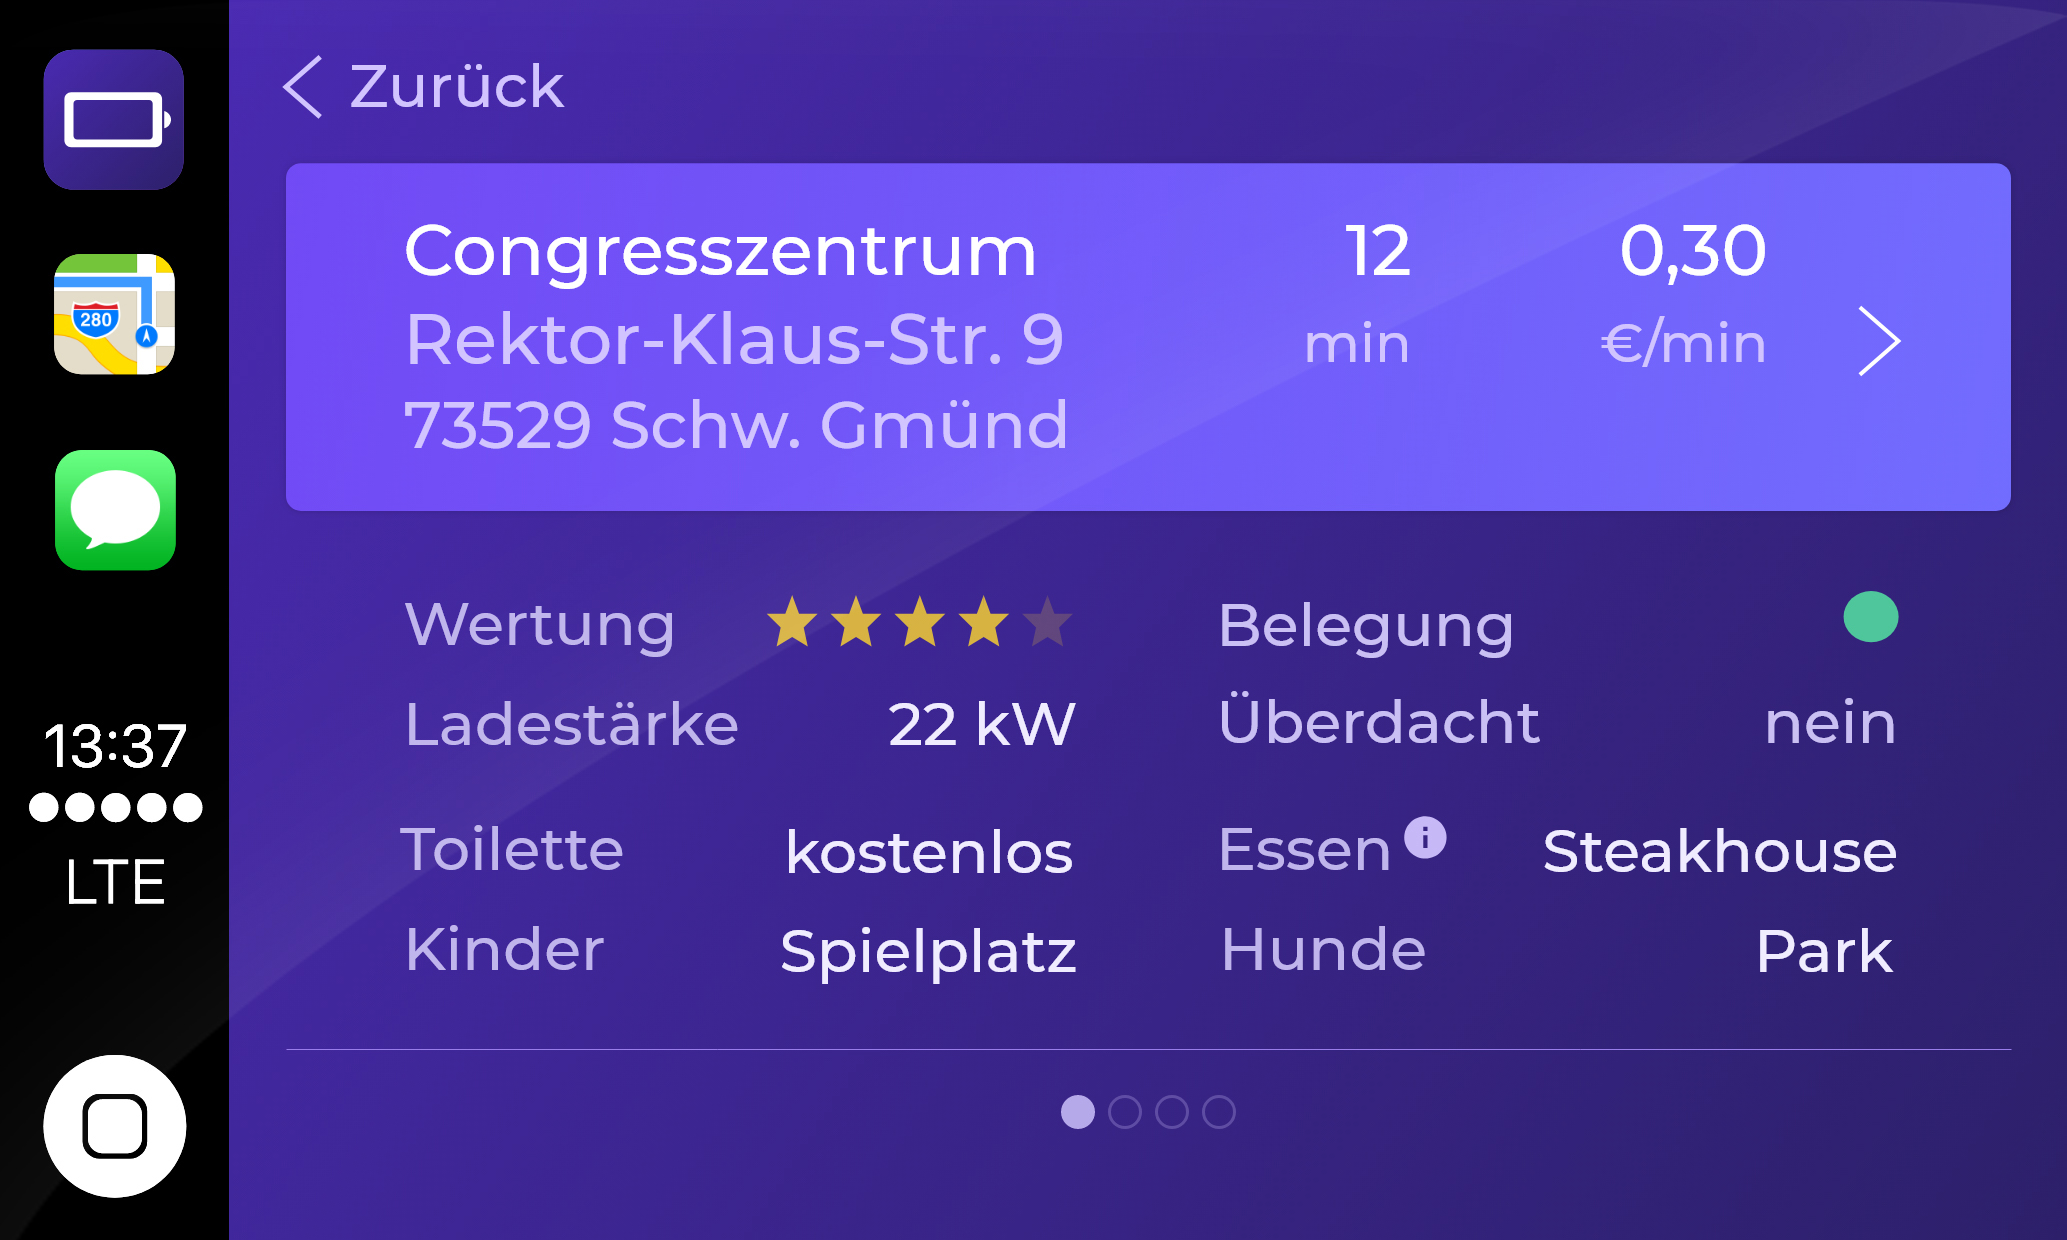 Zurück
Congresszentrum 12 0,30
Rektor-Klaus-Str. 9 min €/min
73529 Schw. Gmünd
280
Wertung Belegung
Ladestärke 22 kW Überdacht nein
13:37
Toilette kostenlos Essen i Steakhouse
LTE
Kinder Spielplatz Hunde Park